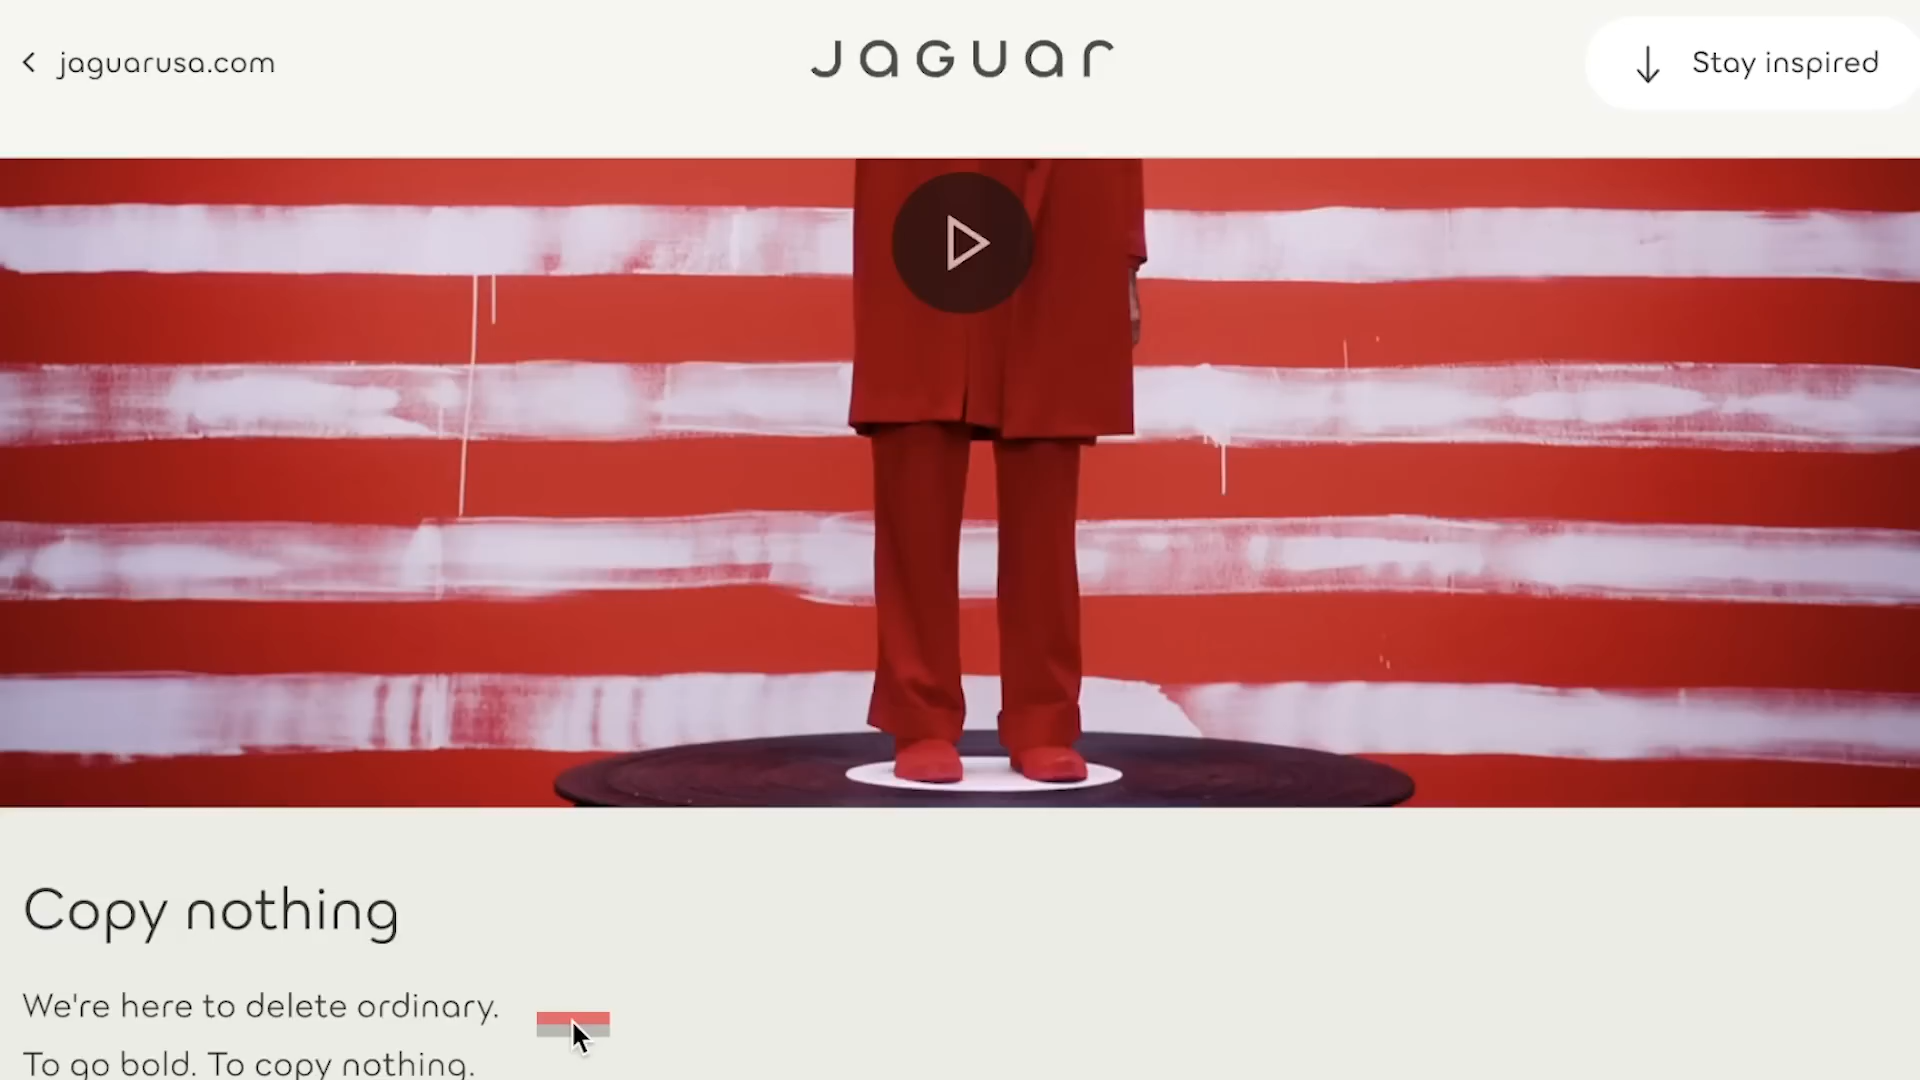 jaguarusa.com
JaGUar
Stay inspired
Copy nothing
We're here to delete ordinary.
To go bold. To copy nothing.